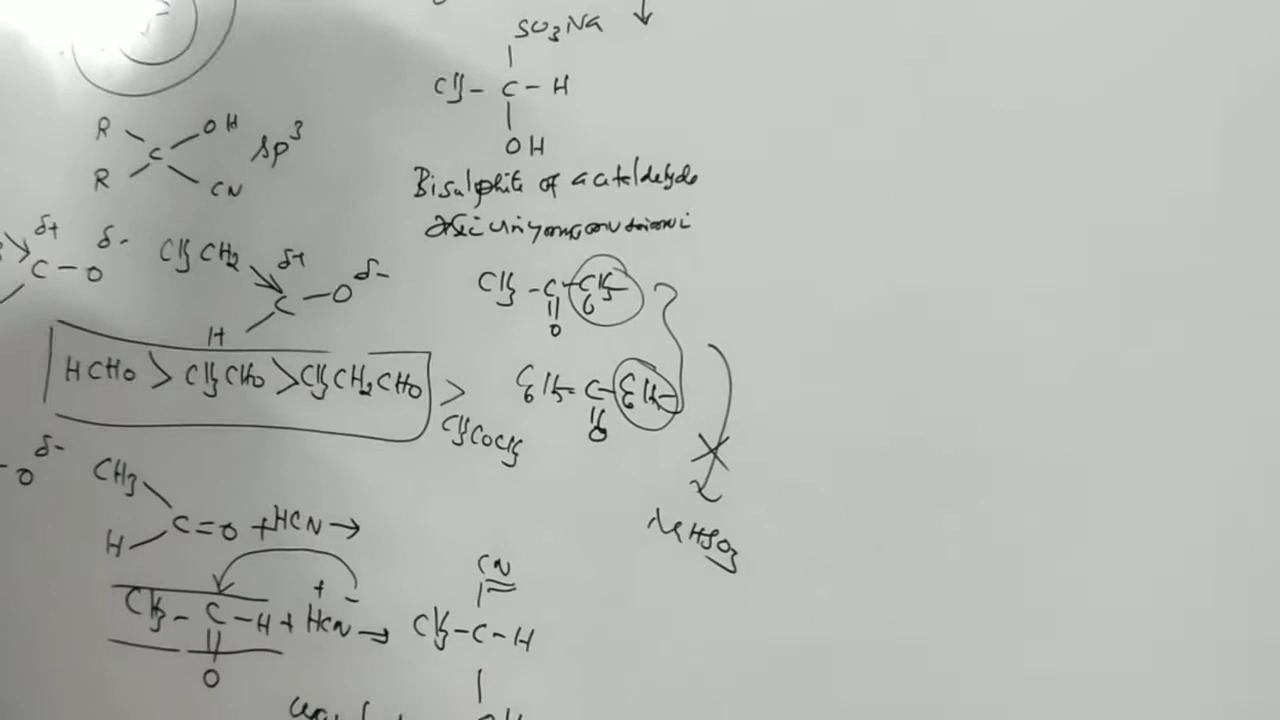 SO3Na ↓
CH3 - C - H
OH
R OH
C sp3
R CN
Bisulphite of acetaldehyde
δ+ δ-
C - O
CH3CH2 δ+ δ-
C - O
H
CH3 - C - C6H5
O
HCHO > CH3CHO > CH3CH2CHO >
CH3COCH3
C6H5 - C - C6H5
O
δ-
O
CH3
C=O + HCN →
H
NaHSO3
CN
+ -
CH3 - C - H + HCN → CH3 - C - H
O